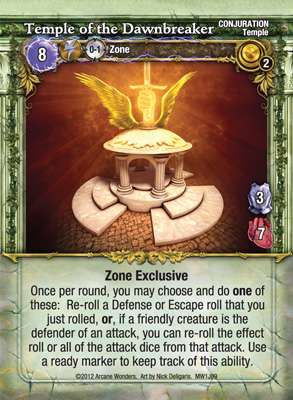 Temple of the Dawnbreaker
CONJURATION
Temple
8
0-1
Zone
2
3
7
Zone Exclusive
Once per round, you may choose and do one of
these: Re-roll a Defense or Escape roll that you
just rolled, or, if a friendly creature is the
defender of an attack, you can re-roll the effect
roll or all of the attack dice from that attack. Use
a ready marker to keep track of this ability.
©2012 Arcane Wonders. Art by Nick Deligaris. MW1J09